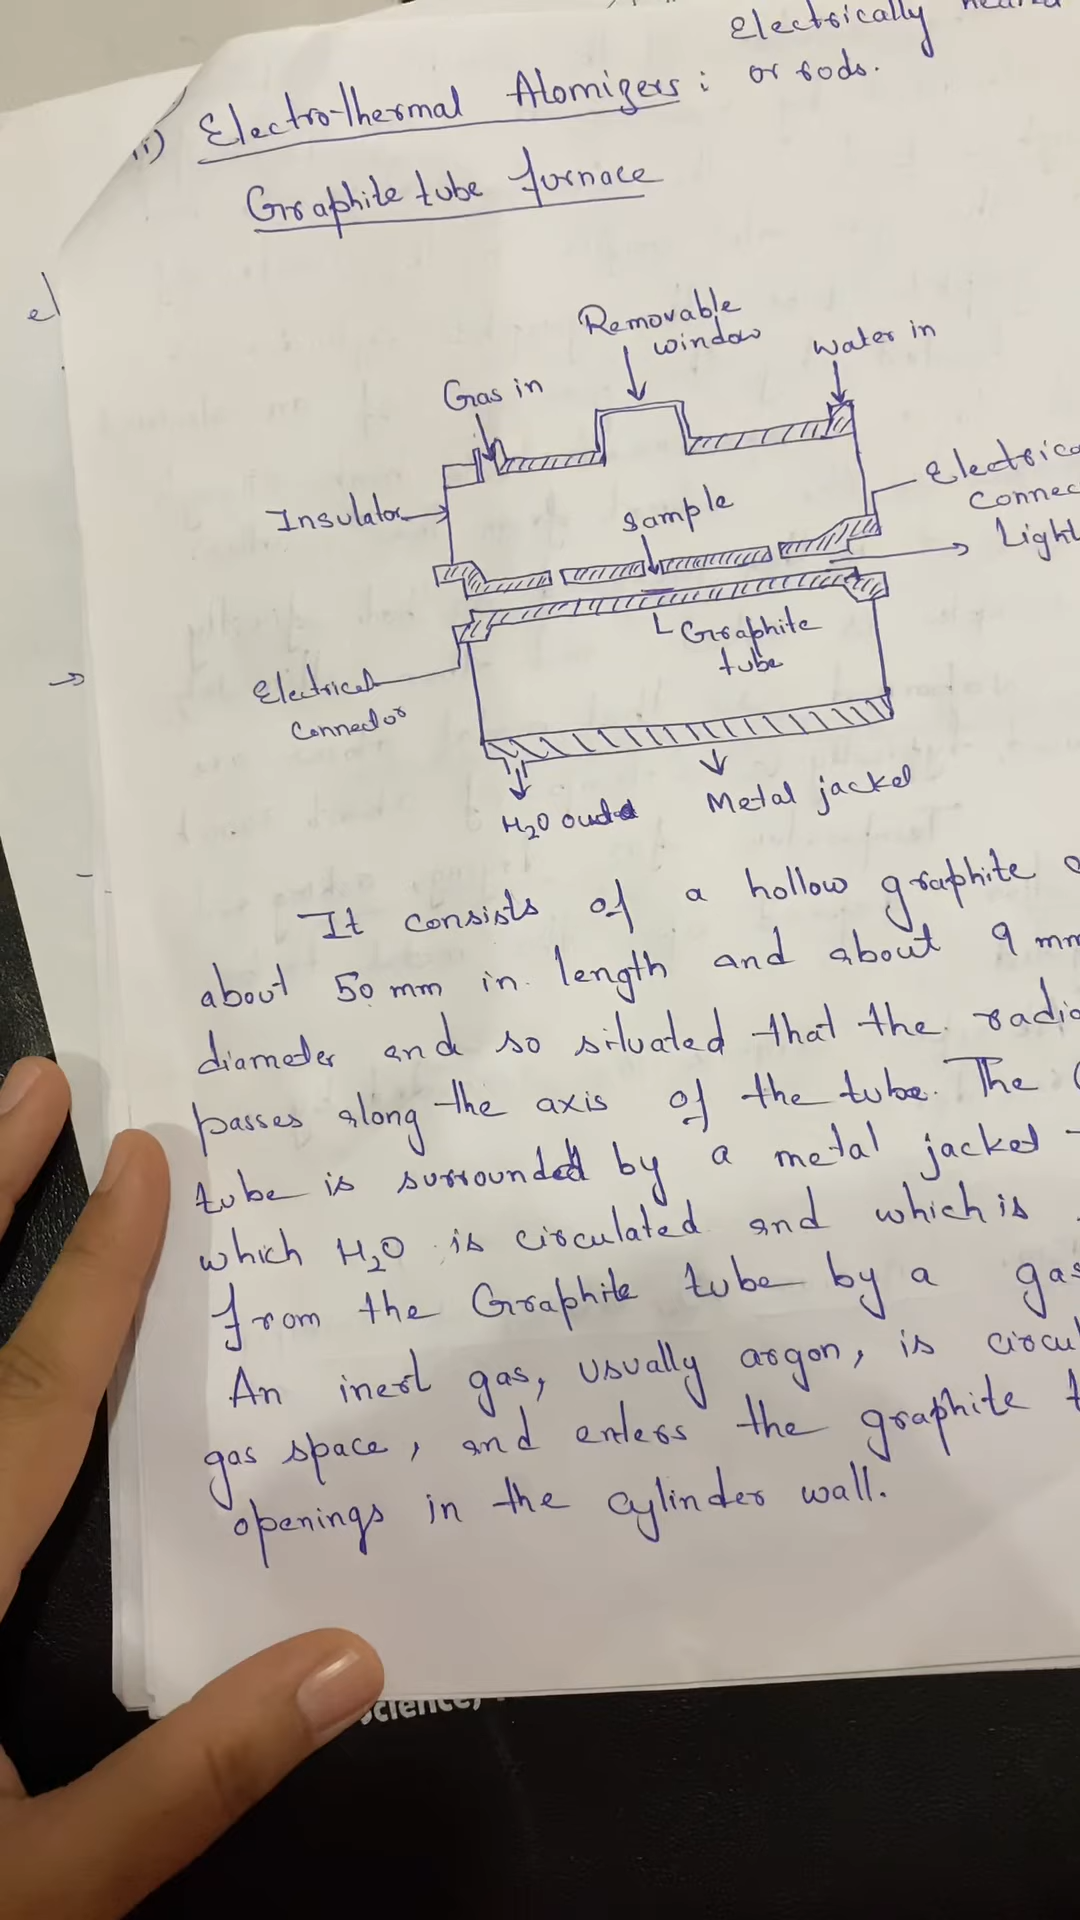 Electrically
ii) Electro-thermal Atomizers: or rods.
Graphite tube furnace
Removable
window
Water in
Gas in
Insulator
Sample
Electrica
Connec
Light
Graphite
tube
Electrical
Connector
H₂O out
Metal jacket
It consists of a hollow graphite
about 50 mm in length and about 9 mm
diameter and so situated that the radia
passes along the axis of the tube. The
tube is surrounded by a metal jacket
which H₂O is circulated and which is
from the Graphite tube by a gas
An inert gas, usually argon, is circul
gas space, and enters the graphite t
openings in the cylinder wall.
science,